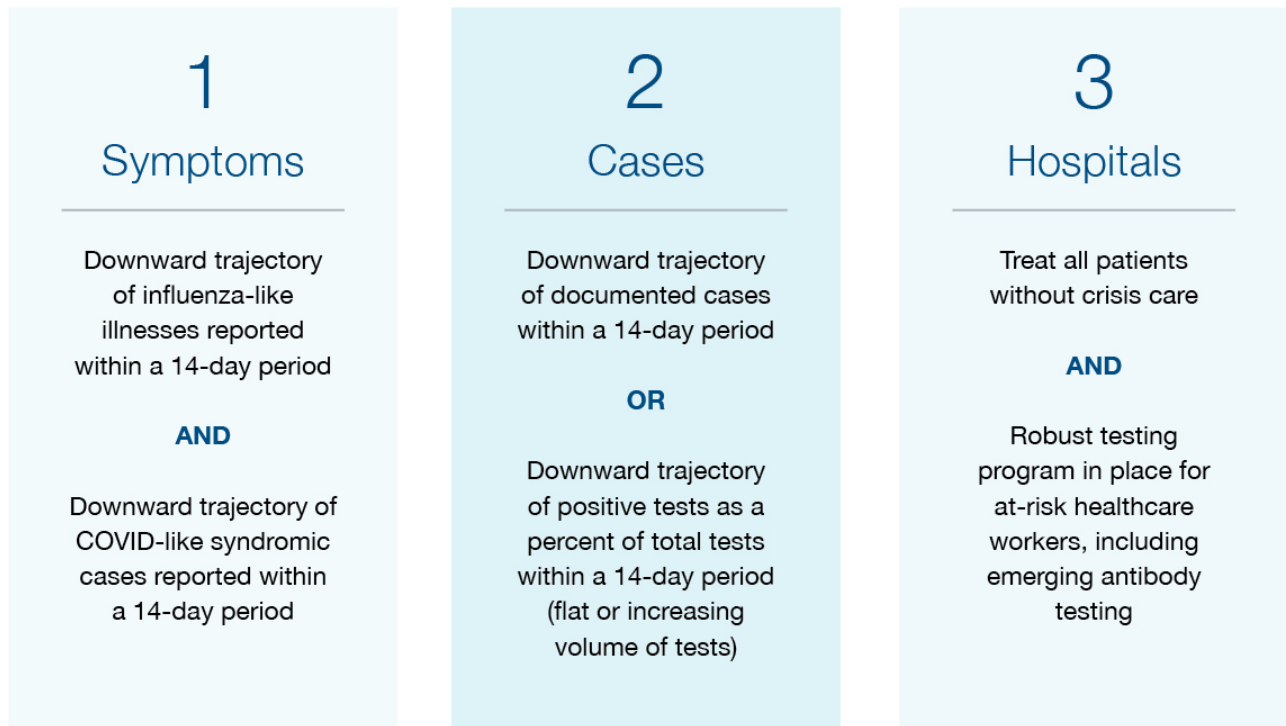 1
Symptoms
Downward trajectory
of influenza-like
illnesses reported
within a 14-day period
AND
Downward trajectory of
COVID-like syndromic
cases reported within
a 14-day period
2
Cases
Downward trajectory
of documented cases
within a 14-day period
OR
Downward trajectory
of positive tests as a
percent of total tests
within a 14-day period
(flat or increasing
volume of tests)
3
Hospitals
Treat all patients
without crisis care
AND
Robust testing
program in place for
at-risk healthcare
workers, including
emerging antibody
testing